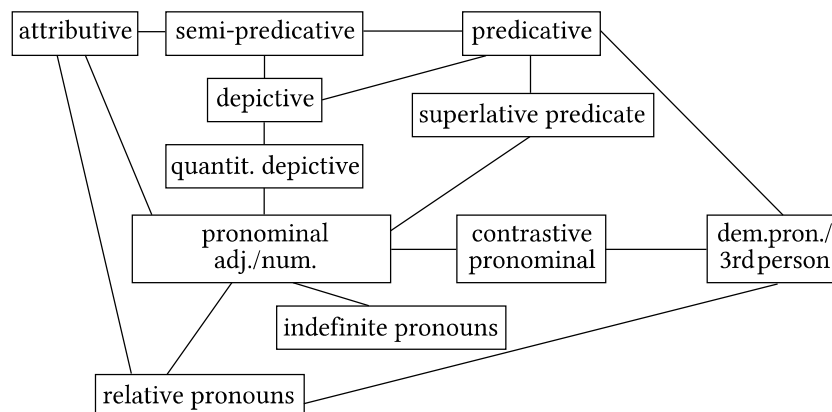 attributive
semi-predicative
predicative
depictive
superlative predicate
quantit. depictive
pronominal
adj./num.
contrastive
pronominal
dem.pron./
3rd person
indefinite pronouns
relative pronouns